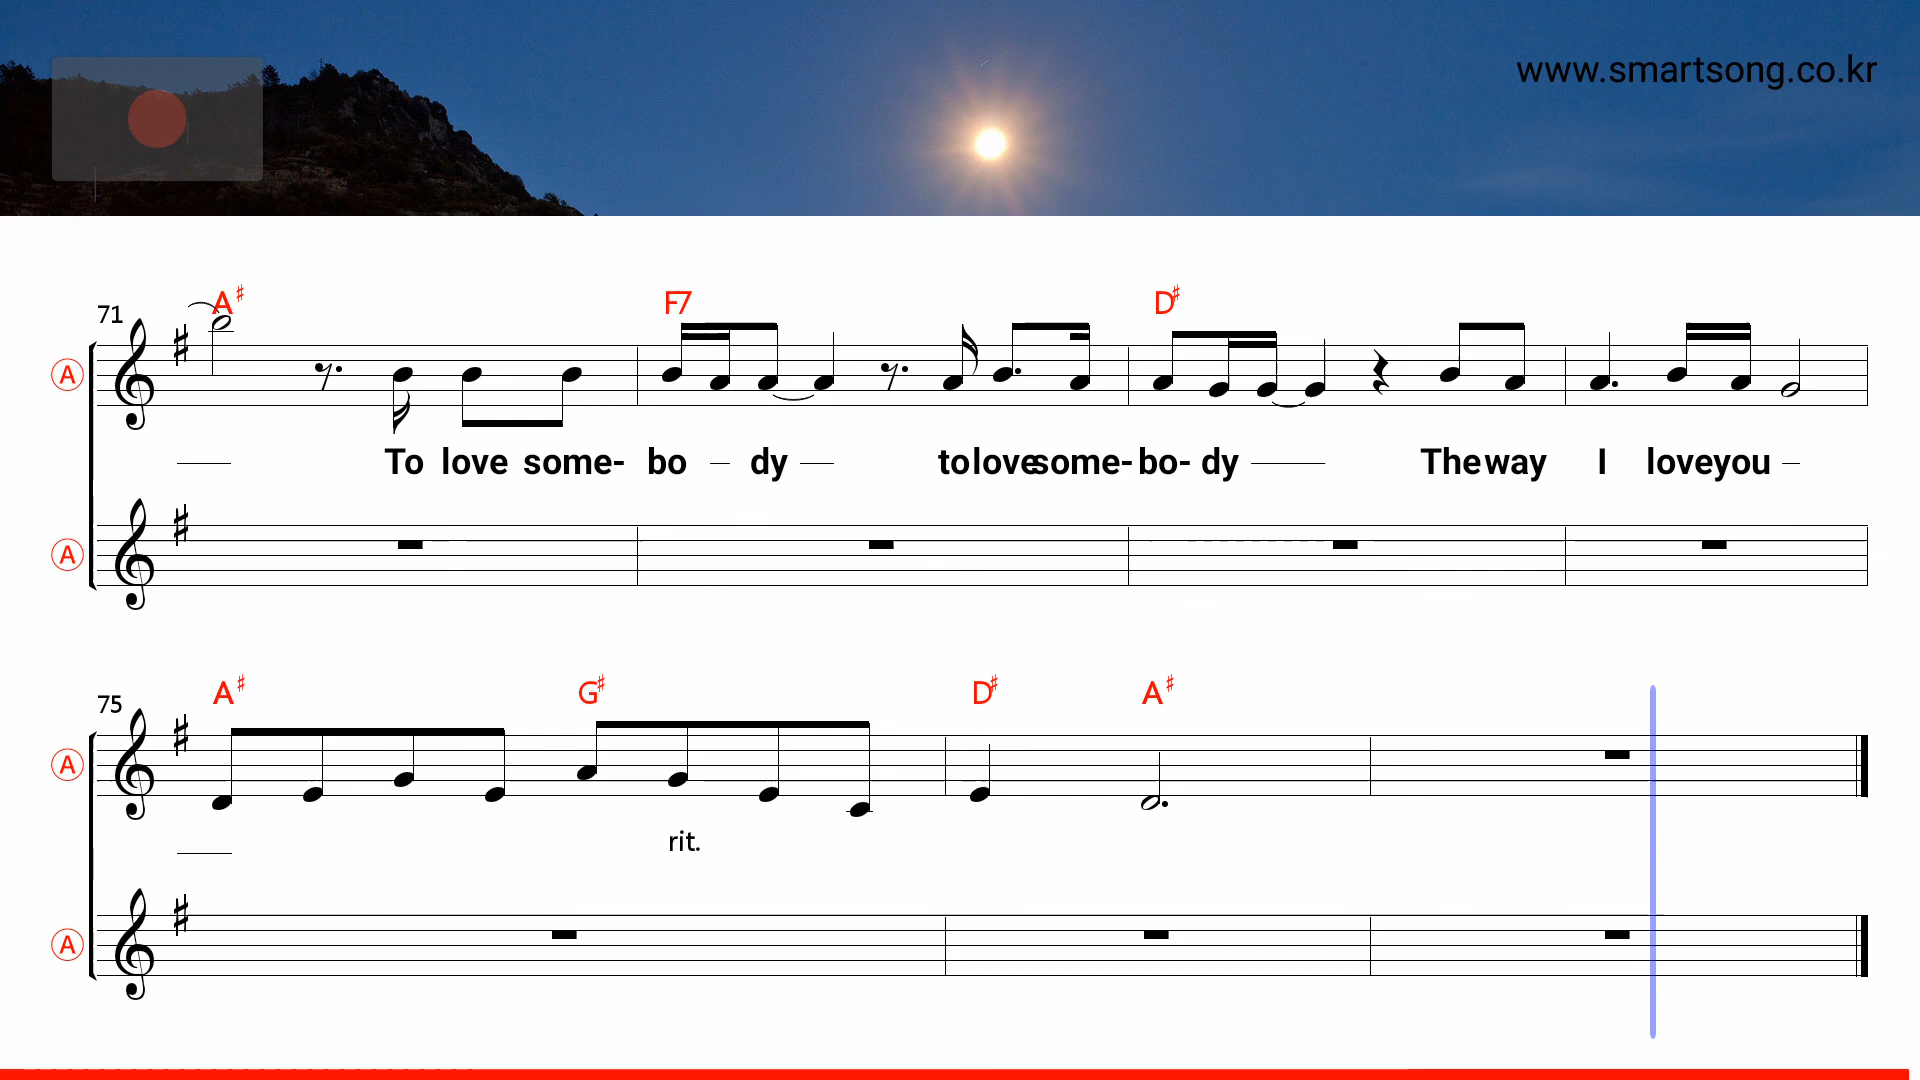 www.smartsong.co.kr
71
A♯ F7 D♯
A
To love some- bo dy to love some- bo- dy The way I love you
A
75
A♯ G♯ D♯ A♯
A
rit.
A